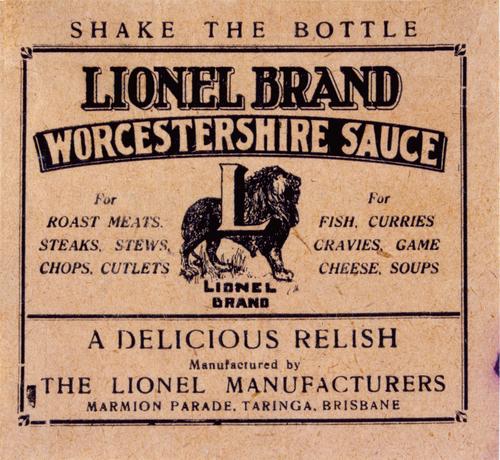 SHAKE THE BOTTLE
LIONEL BRAND
WORCESTERSHIRE SAUCE
For
ROAST MEATS.
STEAKS, STEWS,
CHOPS, CUTLETS
L
LIONEL
BRAND
For
FISH, CURRIES
CRAVIES, GAME
CHEESE, SOUPS
A DELICIOUS RELISH
Manufactured by
THE LIONEL MANUFACTURERS
MARMION PARADE, TARINGA, BRISBANE